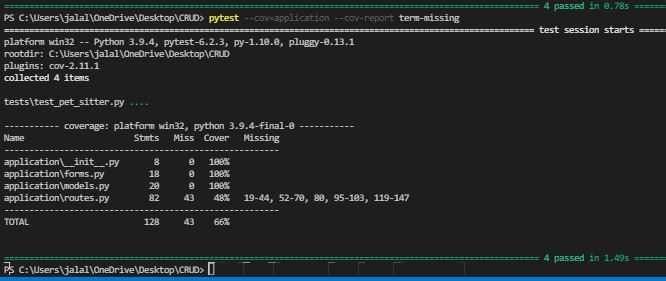 4 passed in 0.78s
PS C:\Users\jalal\OneDrive\Desktop\CRUD> pytest --cov=application --cov-report term-missing
test session starts
platform win32 -- Python 3.9.4, pytest-6.2.3, py-1.10.0, pluggy-0.13.1
rootdir: C:\Users\jalal\OneDrive\Desktop\CRUD
plugins: cov-2.11.1
collected 4 items
tests\test_pet_sitter.py ....
----------- coverage: platform win32, python 3.9.4-final-0 -----------
Name Stmts Miss Cover Missing
application\__init__.py 8 0 100%
application\forms.py 18 0 100%
application\models.py 20 0 100%
application\routes.py 82 43 48% 19-44, 52-70, 80, 95-103, 119-147
TOTAL 128 43 66%
4 passed in 1.49s
PS C:\Users\jalal\OneDrive\Desktop\CRUD>